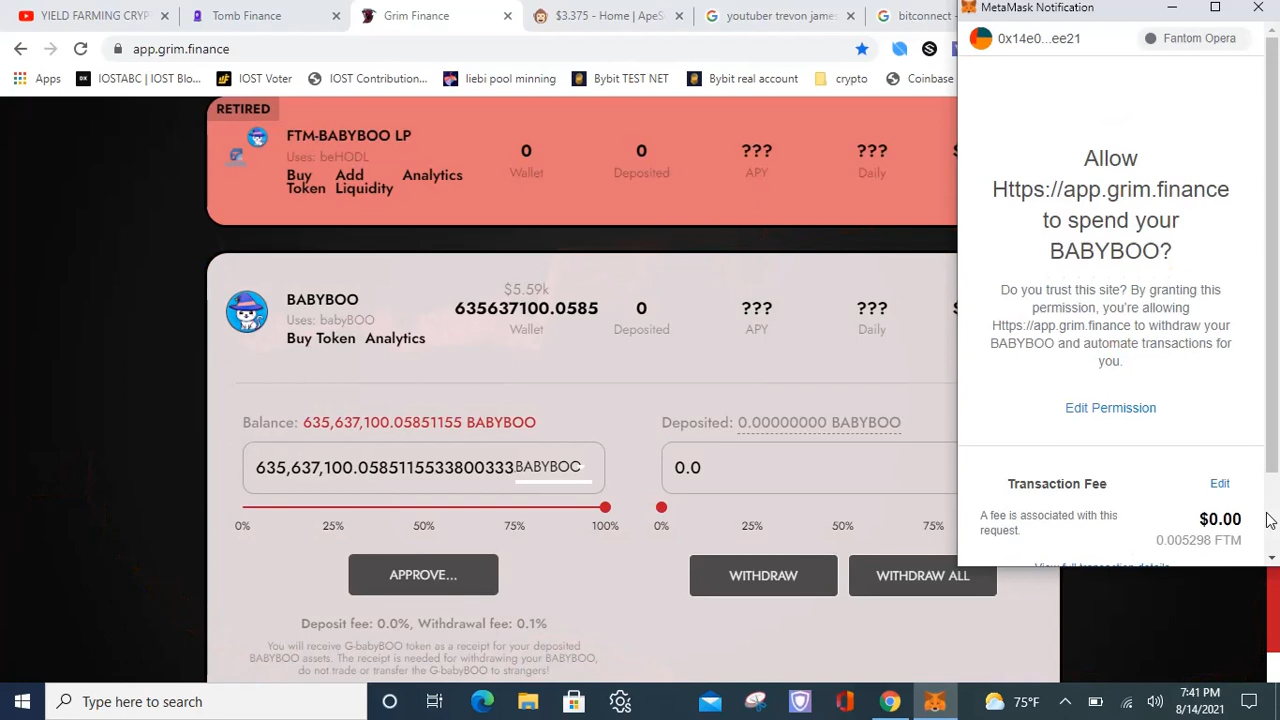 YIELD FARMING CRYP
Tomb Finance
Grim Finance
$3.375 - Home | ApeS
youtuber trevon jame
bitconnect -
MetaMask Notification
app.grim.finance
Apps
IOSTABC | IOST Blo...
IOST Voter
IOST Contribution...
liebi pool minning
Bybit TEST NET
Bybit real account
crypto
Coinbase
0x14e0...ee21
Fantom Opera
RETIRED
FTM-BABYBOO LP
Uses: beHODL
Buy Token
Add Liquidity
Analytics
0
Wallet
0
Deposited
???
APY
???
Daily
BABYBOO
Uses: babyBOO
Buy Token
Analytics
$5.59k
635637100.0585
Wallet
0
Deposited
???
APY
???
Daily
Balance: 635,637,100.05851155 BABYBOO
635,637,100.0585115533800333
BABYBOO
0%
25%
50%
75%
100%
APPROVE...
Deposit fee: 0.0%, Withdrawal fee: 0.1%
You will receive G-babyBOO token as a receipt for your deposited
BABYBOO assets. The receipt is needed for withdrawing your BABYBOO,
do not trade or transfer the G-babyBOO to strangers!
Deposited: 0.00000000 BABYBOO
0.0
0%
25%
50%
75%
WITHDRAW
WITHDRAW ALL
Allow
Https://app.grim.finance
to spend your
BABYBOO?
Do you trust this site? By granting this
permission, you're allowing
Https://app.grim.finance to withdraw your
BABYBOO and automate transactions for
you.
Edit Permission
Transaction Fee
Edit
A fee is associated with this
request.
$0.00
0.005298 FTM
View full transaction details
Type here to search
75°F
7:41 PM
8/14/2021